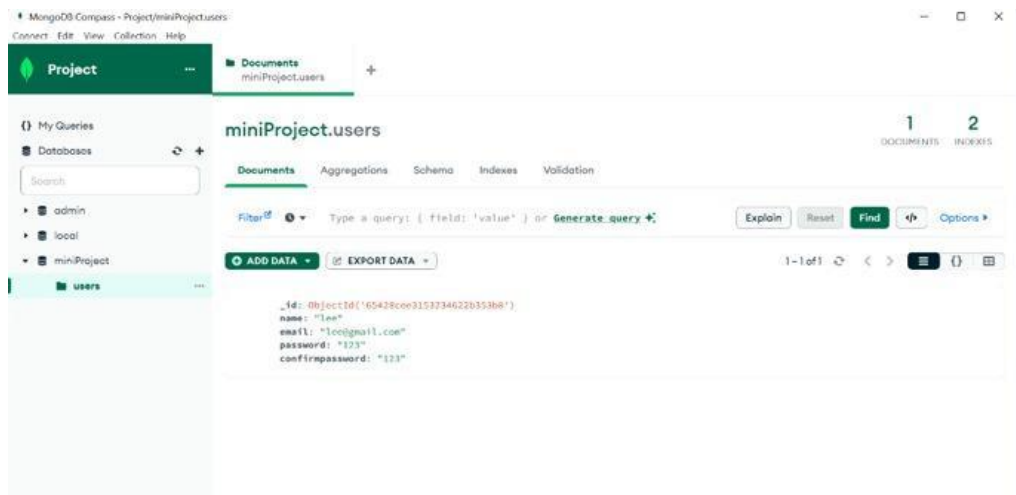 MongoDB Compass - Project/miniProject.users
Connect Edit View Collection Help
Project
Documents
miniProject.users
My Queries
Databases
Search
admin
local
miniProject
users
miniProject.users
1
DOCUMENTS
2
INDEXES
Documents Aggregations Schema Indexes Validation
Filter Type a query: { field: 'value' } or Generate query
Explain Reset Find </> Options
ADD DATA EXPORT DATA
1-1 of 1 {}
_id:
name: "lee"
email: "lee@gmail.com"
password: "123"
confirmpassword: "123"